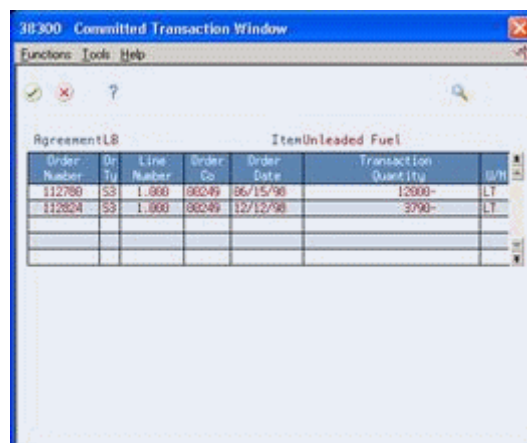 38300 Committed Transaction Window
Functions Tools Help
?
Agreement LB Item Unleaded Fuel
Order Or Line Order Order Transaction
Number Ty Number Co Date Quantity U/M
112780 S3 1.000 00249 06/15/98 12000- LT
112824 S3 1.000 00249 12/12/98 3790- LT